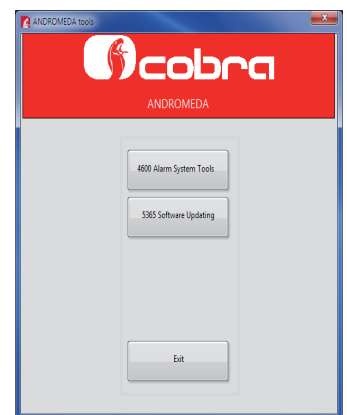 ANDROMEDA tools
cobra
ANDROMEDA
4600 Alarm System Tools
5365 Software Updating
Exit